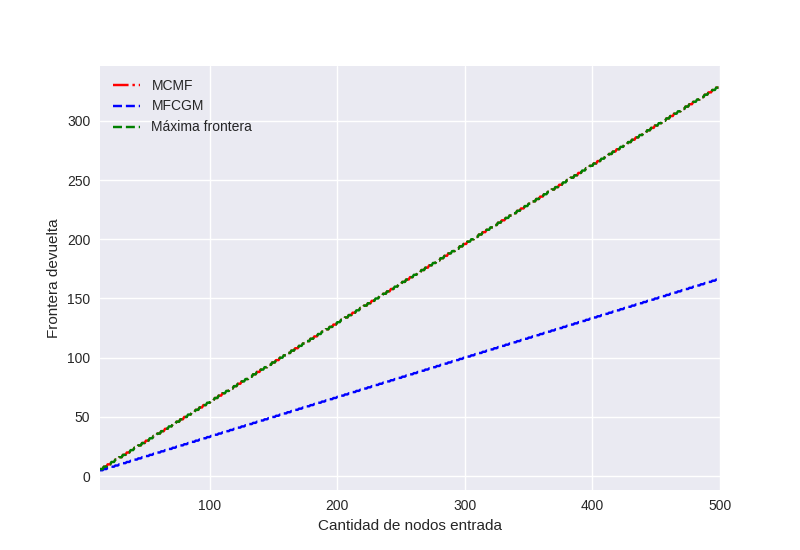 MCMF
MFCGM
Máxima frontera
300
250
200
150
100
50
0
Frontera devuelta
100 200 300 400 500
Cantidad de nodos entrada